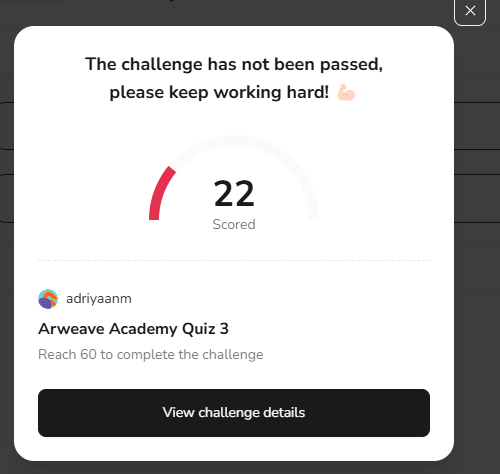 The challenge has not been passed,
please keep working hard! 💪🏻
22
Scored
adriyaanm
Arweave Academy Quiz 3
Reach 60 to complete the challenge
View challenge details